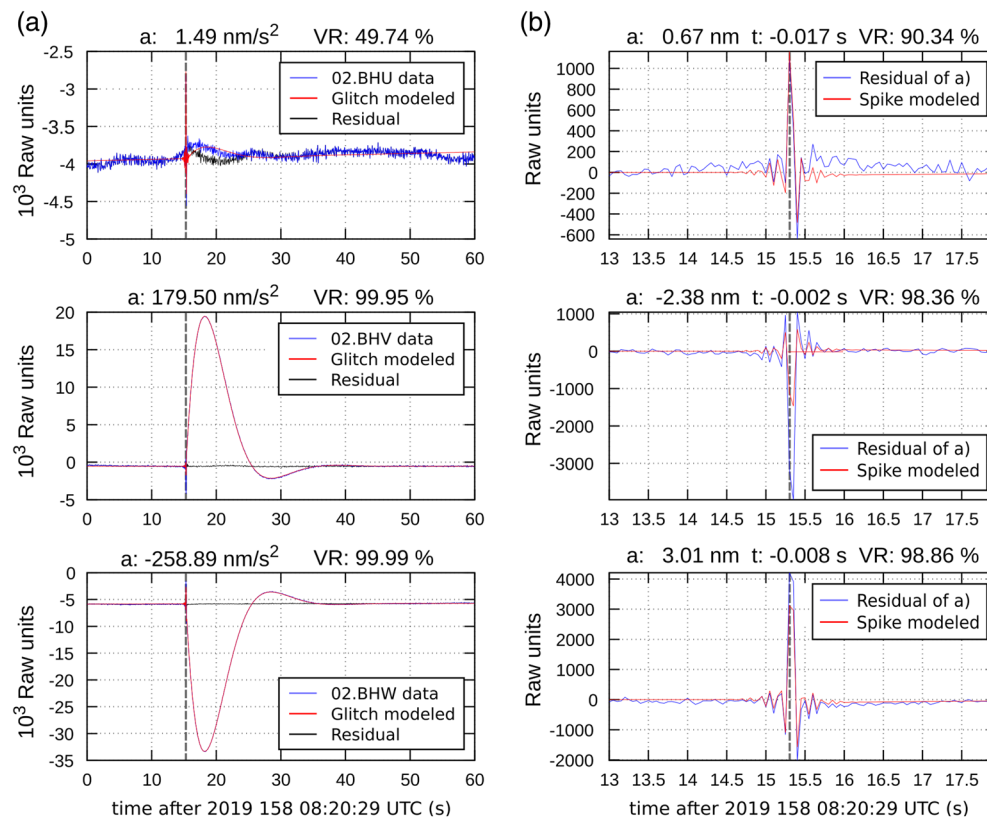 (a)
a: 1.49 nm/s² VR: 49.74 %
-2.5
-3
-3.5
-4
-4.5
-5
10³ Raw units
02.BHU data
Glitch modeled
Residual
0 10 20 30 40 50 60
a: 179.50 nm/s² VR: 99.95 %
20
15
10
5
0
-5
10³ Raw units
02.BHV data
Glitch modeled
Residual
0 10 20 30 40 50 60
a: -258.89 nm/s² VR: 99.99 %
0
-5
-10
-15
-20
-25
-30
-35
10³ Raw units
02.BHW data
Glitch modeled
Residual
0 10 20 30 40 50 60
time after 2019 158 08:20:29 UTC (s)
(b)
a: 0.67 nm t: -0.017 s VR: 90.34 %
1000
800
600
400
200
0
-200
-400
-600
Raw units
Residual of a)
Spike modeled
13 13.5 14 14.5 15 15.5 16 16.5 17 17.5
a: -2.38 nm t: -0.002 s VR: 98.36 %
1000
0
-1000
-2000
-3000
Raw units
Residual of a)
Spike modeled
13 13.5 14 14.5 15 15.5 16 16.5 17 17.5
a: 3.01 nm t: -0.008 s VR: 98.86 %
4000
3000
2000
1000
0
-1000
-2000
Raw units
Residual of a)
Spike modeled
13 13.5 14 14.5 15 15.5 16 16.5 17 17.5
time after 2019 158 08:20:29 UTC (s)